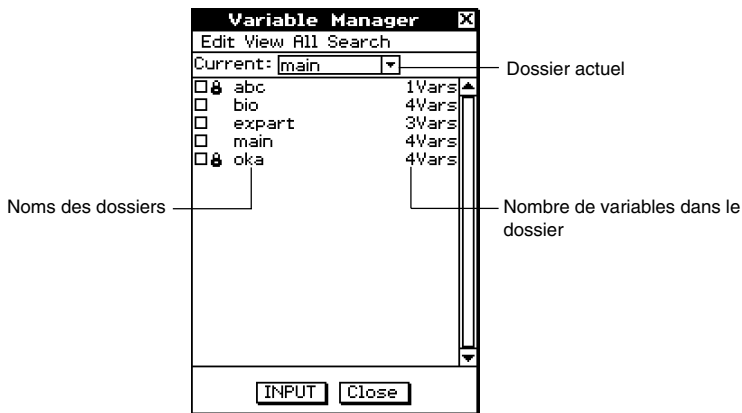 Variable Manager
Edit View All Search
Current: main
Dossier actuel
abc 1Vars
bio 4Vars
expart 3Vars
main 4Vars
oka 4Vars
Noms des dossiers
Nombre de variables dans le
dossier
INPUT Close